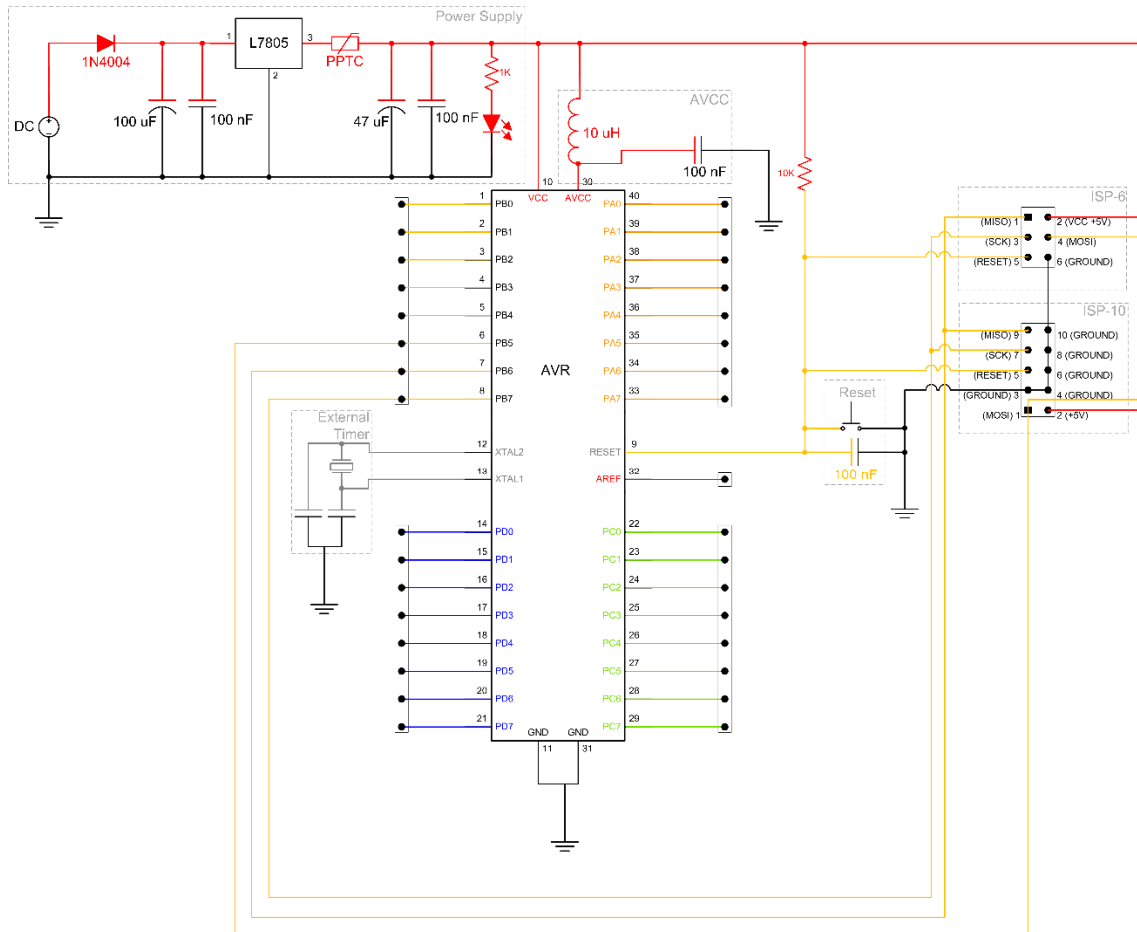 Power Supply
1N4004
1
L7805
3
2
PPTC
DC
100 uF
100 nF
47 uF
100 nF
1K
AVCC
10 uH
100 nF
10K
10
VCC
30
AVCC
1
PB0
2
PB1
3
PB2
4
PB3
5
PB4
6
PB5
7
PB6
8
PB7
External
Timer
12
XTAL2
13
XTAL1
14
PD0
15
PD1
16
PD2
17
PD3
18
PD4
19
PD5
20
PD6
21
PD7
AVR
40
PA0
39
PA1
38
PA2
37
PA3
36
PA4
35
PA5
34
PA6
33
PA7
9
RESET
32
AREF
22
PC0
23
PC1
24
PC2
25
PC3
26
PC4
27
PC5
28
PC6
29
PC7
GND
11
GND
31
Reset
100 nF
ISP-6
(MISO) 1
2 (VCC +5V)
(SCK) 3
4 (MOSI)
(RESET) 5
6 (GROUND)
ISP-10
(MISO) 9
10 (GROUND)
(SCK) 7
8 (GROUND)
(RESET) 5
6 (GROUND)
(GROUND) 3
4 (GROUND)
(MOSI) 1
2 (+5V)